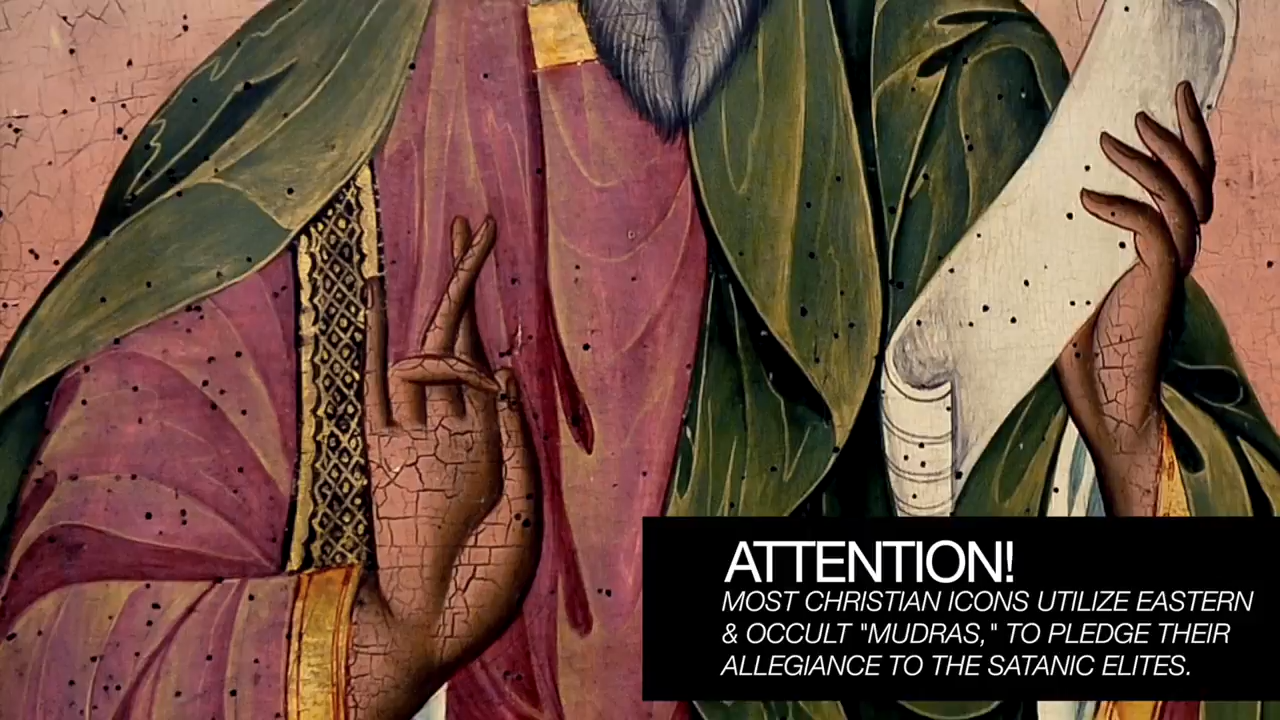 ATTENTION!
MOST CHRISTIAN ICONS UTILIZE EASTERN
& OCCULT "MUDRAS," TO PLEDGE THEIR
ALLEGIANCE TO THE SATANIC ELITES.